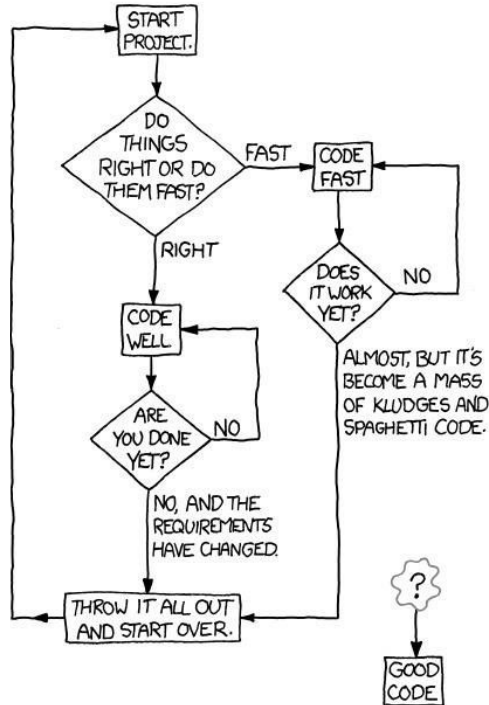 START
PROJECT.
DO
THINGS
RIGHT OR DO
THEM FAST?
FAST
CODE
FAST
RIGHT
DOES
IT WORK
YET?
NO
CODE
WELL
ALMOST, BUT IT'S
BECOME A MASS
OF KLUDGES AND
SPAGHETTI CODE.
ARE
YOU DONE
YET?
NO
NO, AND THE
REQUIREMENTS
HAVE CHANGED.
THROW IT ALL OUT
AND START OVER.
?
GOOD
CODE